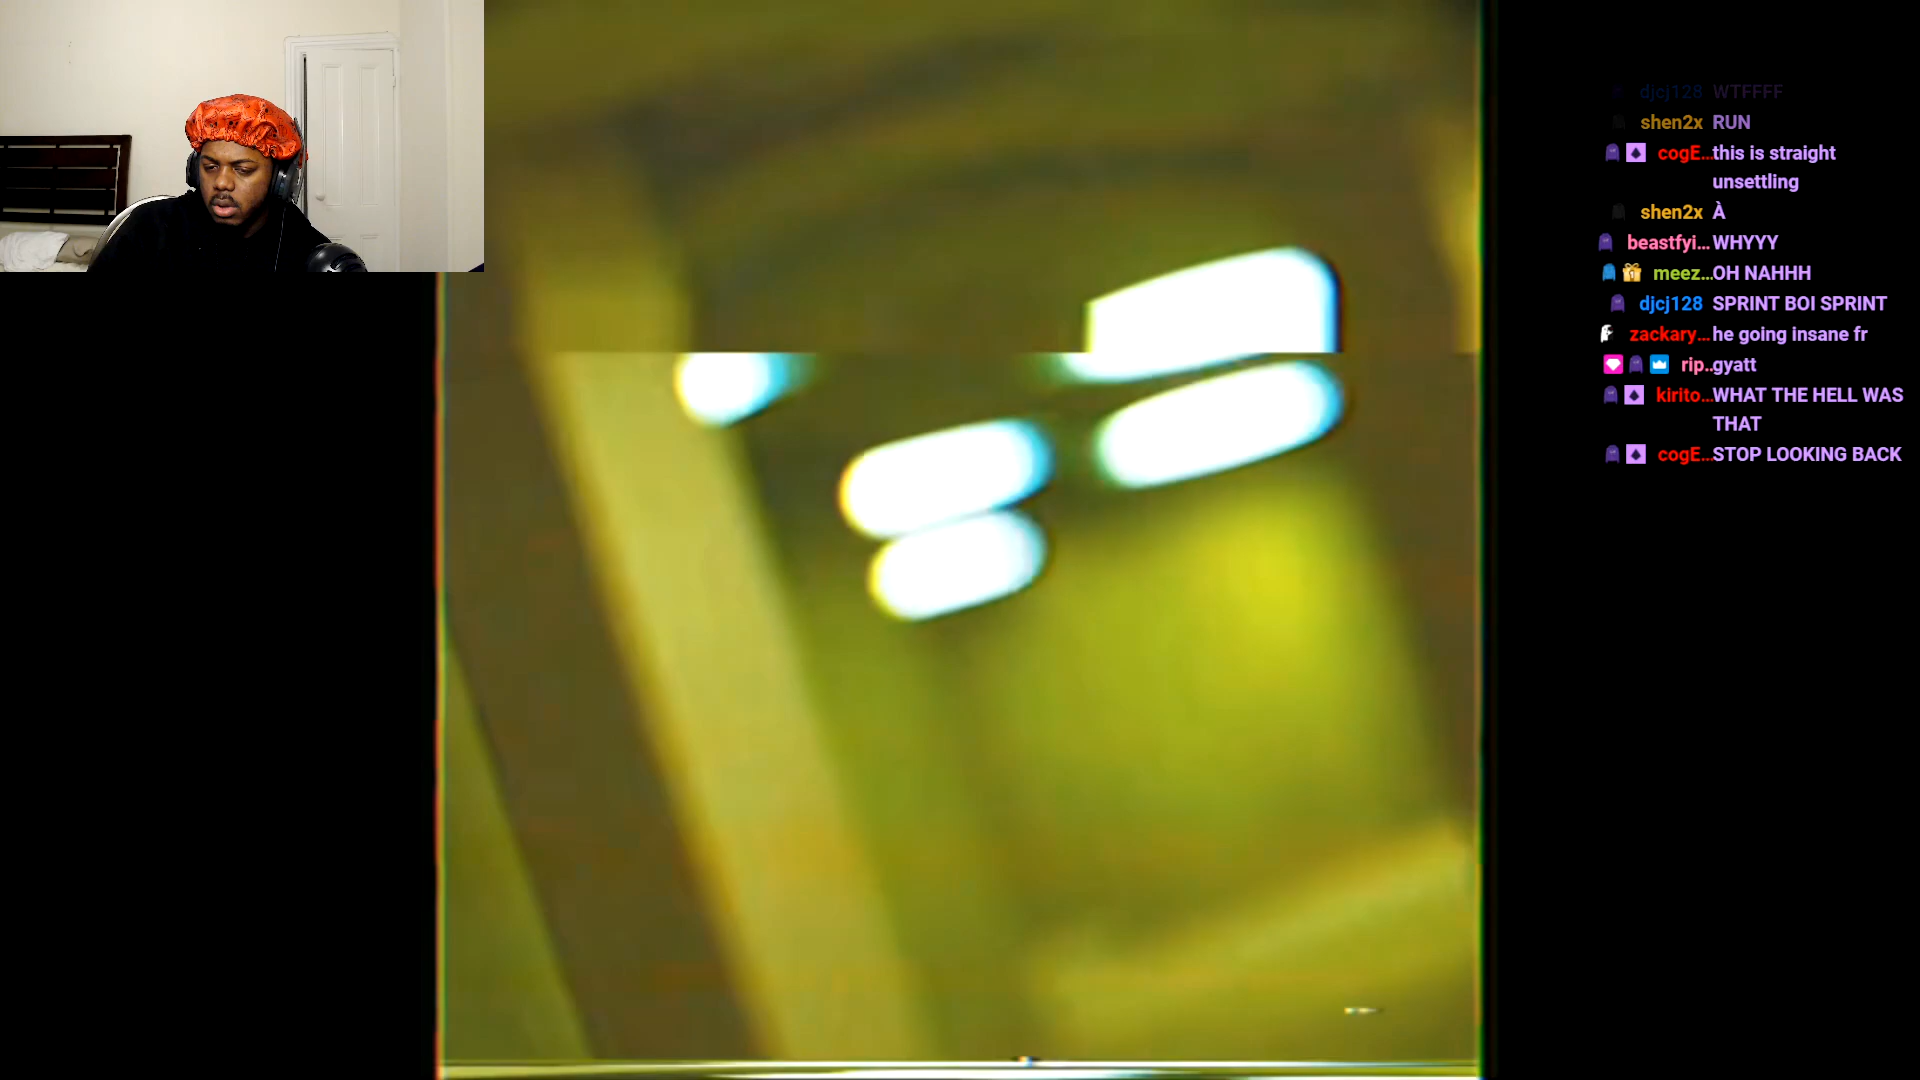 djcj128 WTFFFF
shen2x RUN
cogE... this is straight
unsettling
shen2x À
beastfyi... WHYYY
meez... OH NAHHH
djcj128 SPRINT BOI SPRINT
zackary... he going insane fr
rip.. gyatt
kirito... WHAT THE HELL WAS
THAT
cogE... STOP LOOKING BACK